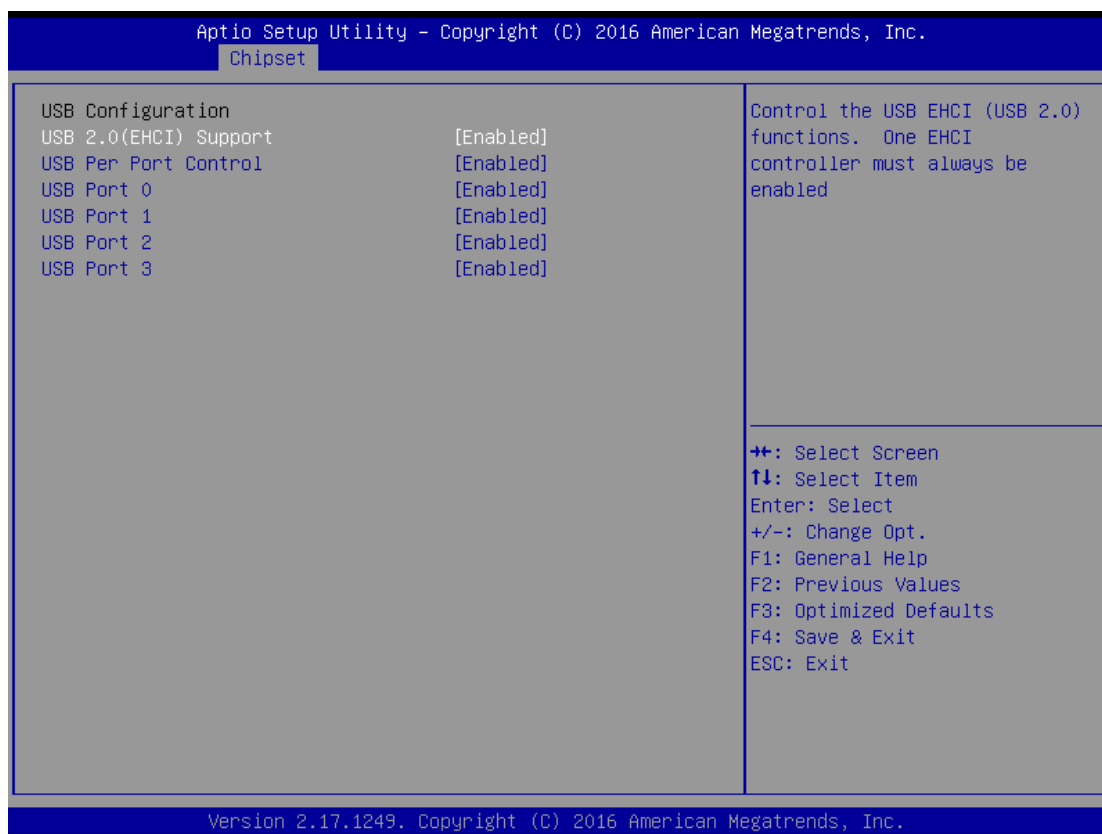 Aptio Setup Utility – Copyright (C) 2016 American Megatrends, Inc.
Chipset
USB Configuration
USB 2.0(EHCI) Support [Enabled]
USB Per Port Control [Enabled]
USB Port 0 [Enabled]
USB Port 1 [Enabled]
USB Port 2 [Enabled]
USB Port 3 [Enabled]
Control the USB EHCI (USB 2.0)
functions. One EHCI
controller must always be
enabled
→←: Select Screen
↑↓: Select Item
Enter: Select
+/-: Change Opt.
F1: General Help
F2: Previous Values
F3: Optimized Defaults
F4: Save & Exit
ESC: Exit
Version 2.17.1249. Copyright (C) 2016 American Megatrends, Inc.